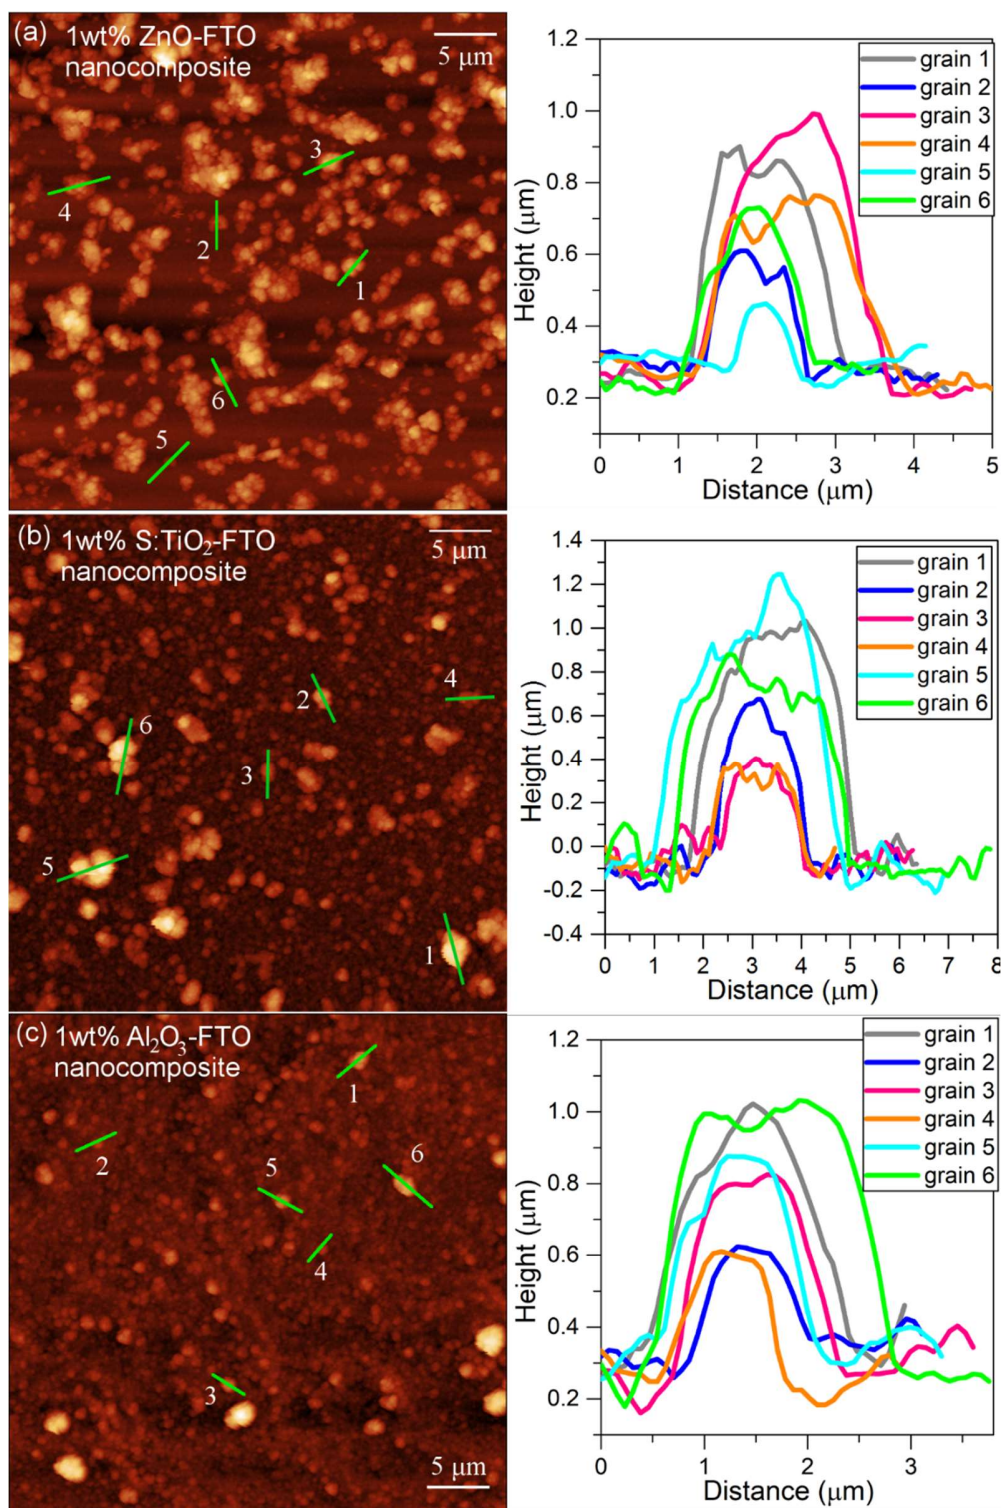 (a) 1wt% ZnO-FTO
nanocomposite
5 μm
3
4
2
1
6
5
1.2
1.0
0.8
0.6
0.4
0.2
Height (μm)
0 1 2 3 4 5
Distance (μm)
grain 1
grain 2
grain 3
grain 4
grain 5
grain 6
(b) 1wt% S:TiO₂-FTO
nanocomposite
5 μm
2
4
6
3
5
1
1.4
1.2
1.0
0.8
0.6
0.4
0.2
0.0
-0.2
-0.4
Height (μm)
0 1 2 3 4 5 6 7 8
Distance (μm)
grain 1
grain 2
grain 3
grain 4
grain 5
grain 6
(c) 1wt% Al₂O₃-FTO
nanocomposite
1
2
5
6
4
3
5 μm
1.2
1.0
0.8
0.6
0.4
0.2
Height (μm)
0 1 2 3
Distance (μm)
grain 1
grain 2
grain 3
grain 4
grain 5
grain 6